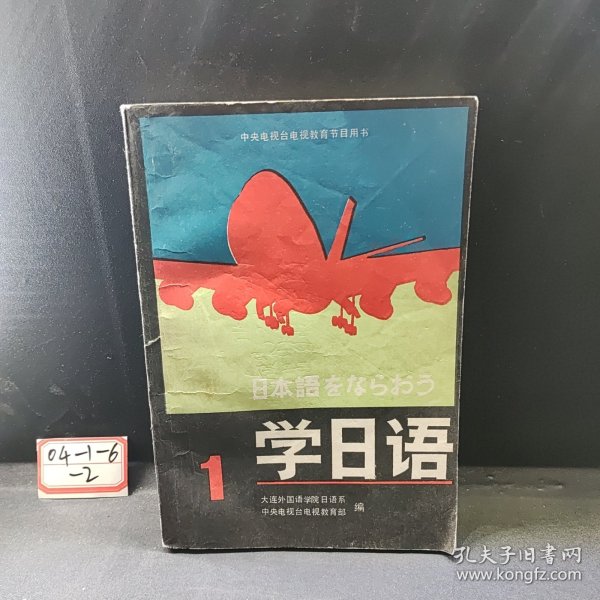 中央电视台电视教育节目用书
日本語をならおう
1 学日语
大连外国语学院日语系
中央电视台电视教育部
编
04-1-6
-2
孔夫子旧书网
www.kongfz.com